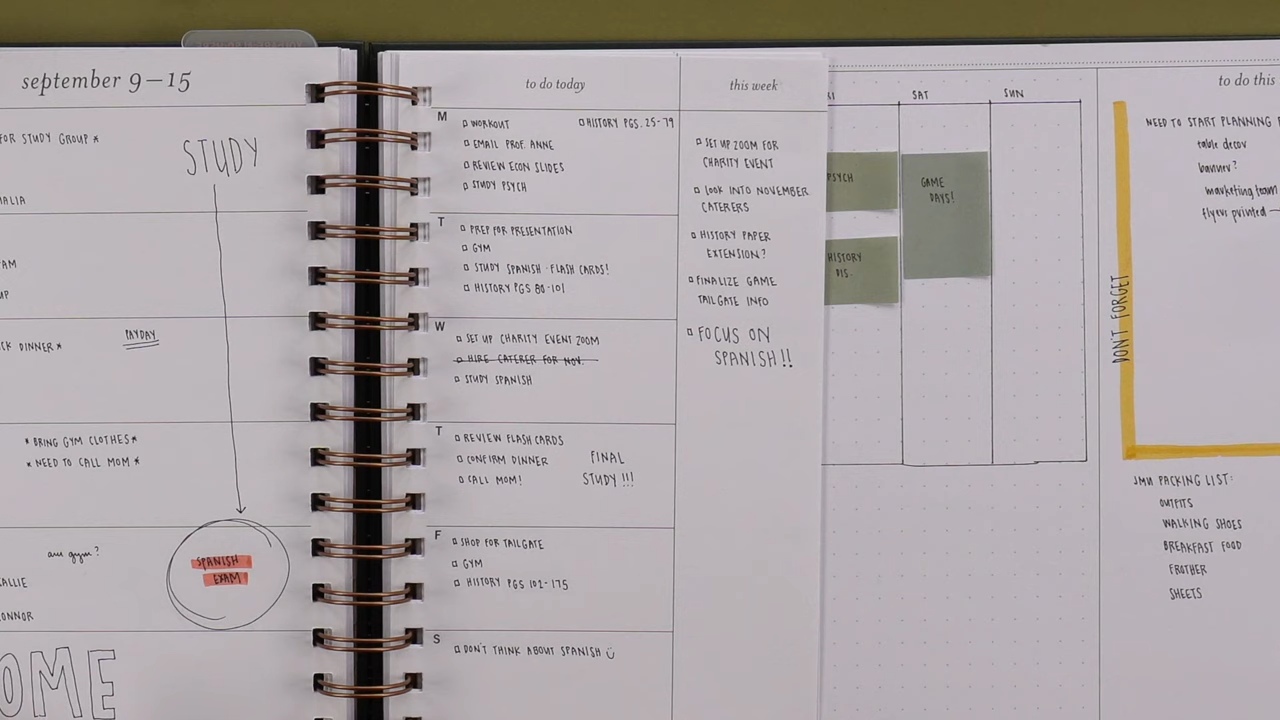 september 9—15
FOR STUDY GROUP *
STUDY
PAYDAY
DINNER *
* BRING GYM CLOTHES *
* NEED TO CALL MOM *
am gym?
SPANISH
EXAM
to do today
M
WORKOUT
HISTORY PGS. 25-79
EMAIL PROF. ANNE
REVIEW ECON SLIDES
STUDY PSYCH
T
PREP FOR PRESENTATION
GYM
STUDY SPANISH - FLASH CARDS!
HISTORY PGS 80-101
W
SET UP CHARITY EVENT ZOOM
HIRE CATERER FOR NOV.
STUDY SPANISH
T
REVIEW FLASH CARDS
CONFIRM DINNER
CALL MOM!
FINAL
STUDY !!!
F
SHOP FOR TAILGATE
GYM
HISTORY PGS 102-175
S
DON'T THINK ABOUT SPANISH
this week
SET UP ZOOM FOR
CHARITY EVENT
LOOK INTO NOVEMBER
CATERERS
HISTORY PAPER
EXTENSION?
FINALIZE GAME
TAILGATE INFO
FOCUS ON
SPANISH!!
SAT
SUN
PSYCH
GAME
DAYS!
HISTORY
DIS.
to do this
DON'T FORGET
NEED TO START PLANNING
table decor
banner?
marketing team
flyers printed —
JMU PACKING LIST:
OUTFITS
WALKING SHOES
BREAKFAST FOOD
FROTHER
SHEETS